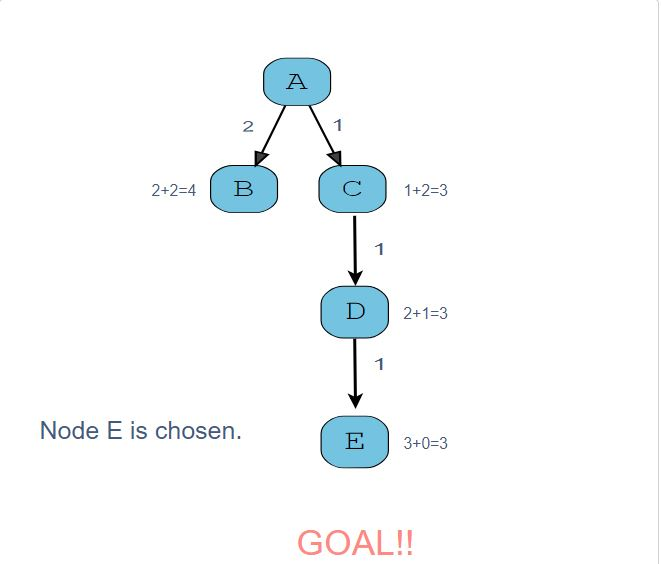 A
2
1
2+2=4
B
C
1+2=3
1
D
2+1=3
1
Node E is chosen.
E
3+0=3
GOAL!!